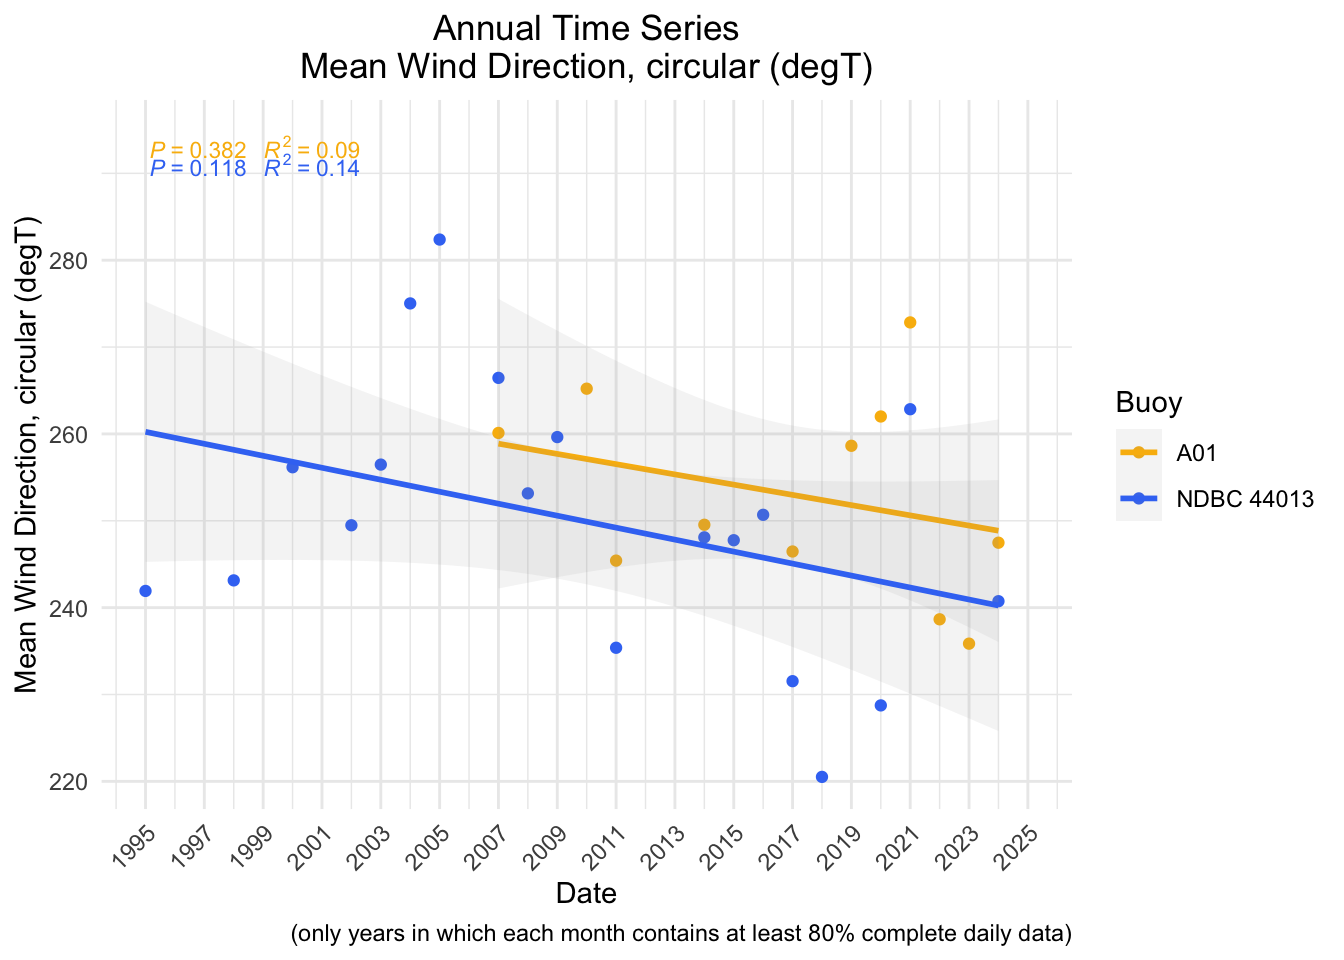 Annual Time Series
Mean Wind Direction, circular (degT)
P = 0.382 R² = 0.09
P = 0.118 R² = 0.14
Mean Wind Direction, circular (degT)
280
260
240
220
1995 1997 1999 2001 2003 2005 2007 2009 2011 2013 2015 2017 2019 2021 2023 2025
Date
(only years in which each month contains at least 80% complete daily data)
Buoy
A01
NDBC 44013